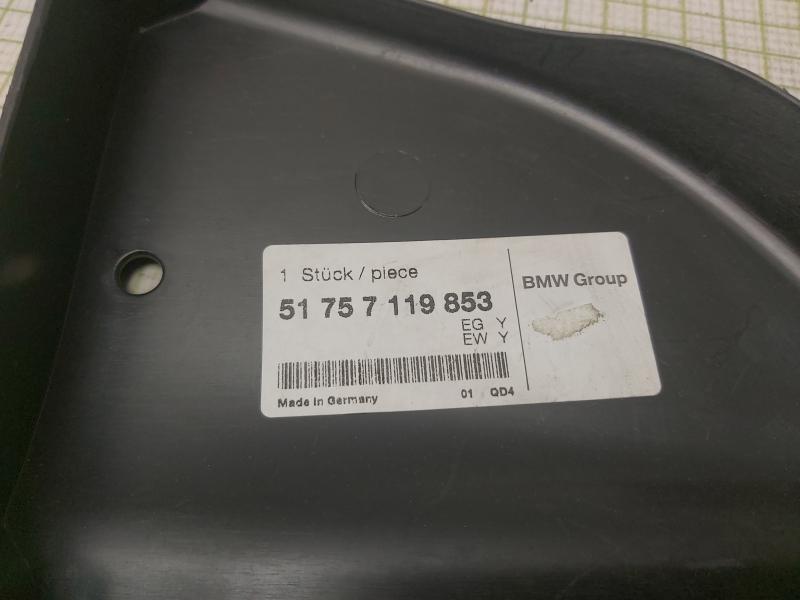 1 Stück / piece
51 75 7 119 853
EG Y
EW Y
Made in Germany
01 QD4
BMW Group